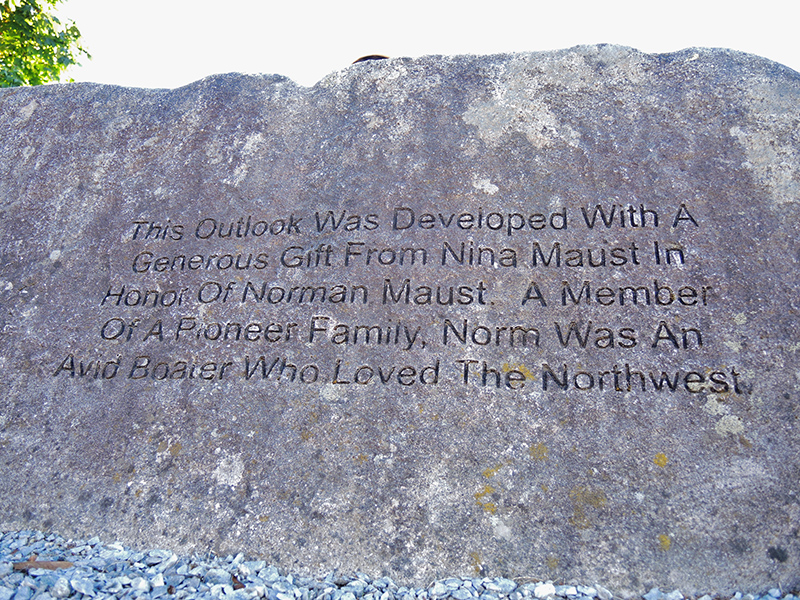 This Outlook Was Developed With A
Generous Gift From Nina Maust In
Honor Of Norman Maust.  A Member
Of A Pioneer Family, Norm Was An
Avid Boater Who Loved The Northwest.